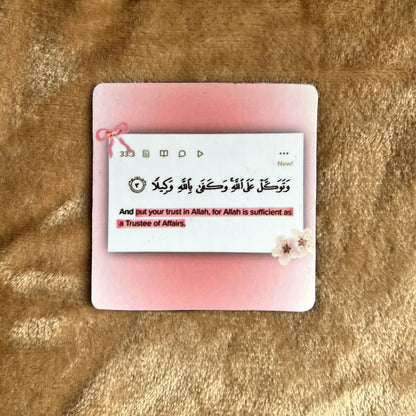 33:3
New!
وَتَوَكَّلْ عَلَى ٱللَّهِ ۚ وَكَفَىٰ بِٱللَّهِ وَكِيلًا ٣
And put your trust in Allah, for Allah is sufficient as
a Trustee of Affairs.